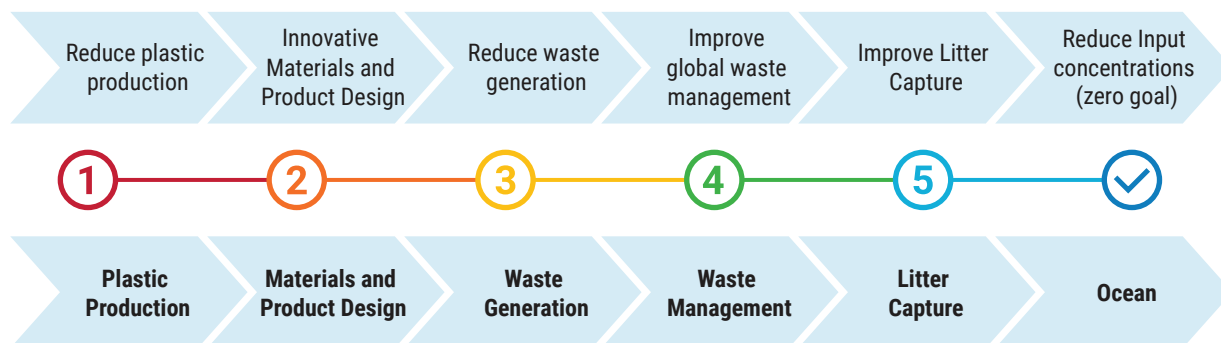 Reduce plastic
production
Innovative
Materials and
Product Design
Reduce waste
generation
Improve
global waste
management
Improve Litter
Capture
Reduce Input
concentrations
(zero goal)
1
2
3
4
5
Plastic
Production
Materials and
Product Design
Waste
Generation
Waste
Management
Litter
Capture
Ocean